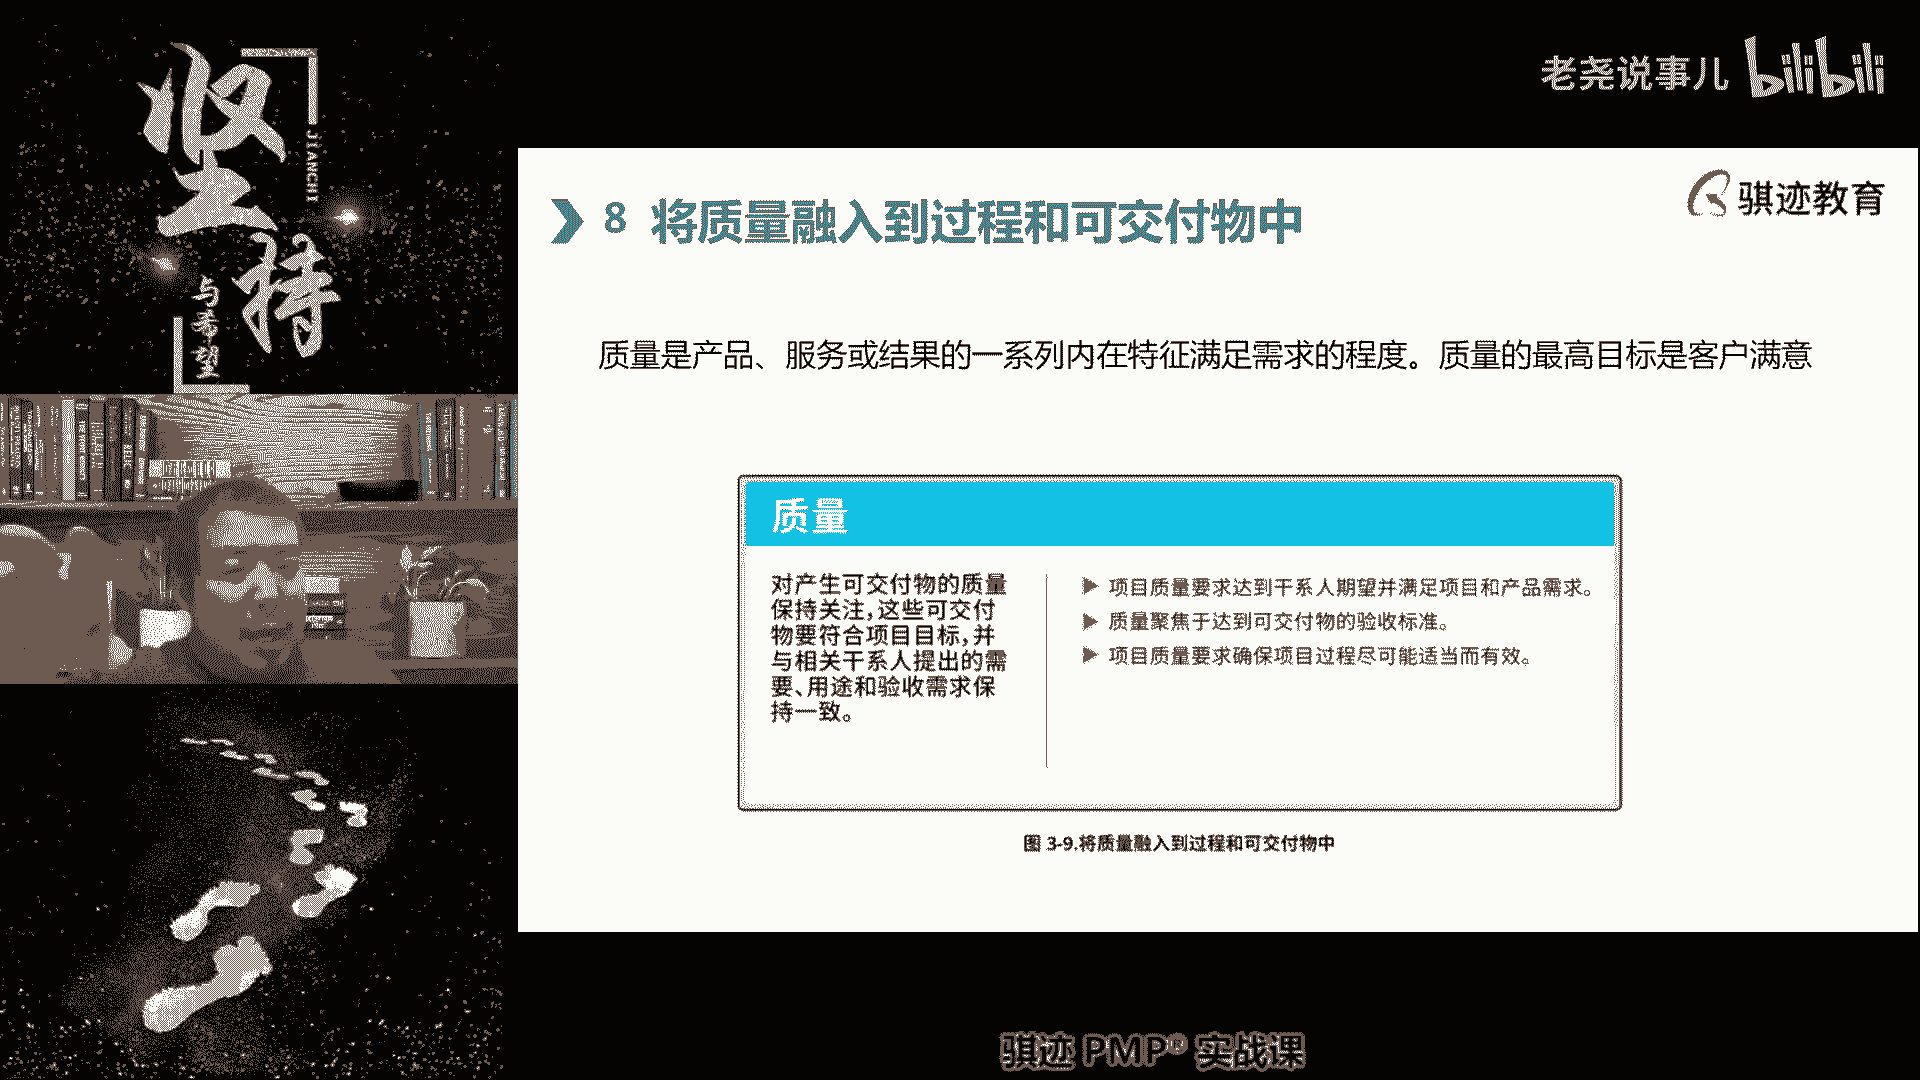 坚持
JIANCHI
与希望
老尧说事儿 bilibili
骐迹教育
8 将质量融入到过程和可交付物中
质量是产品、服务或结果的一系列内在特征满足需求的程度。质量的最高目标是客户满意
质量
对产生可交付物的质量
保持关注,这些可交付
物要符合项目目标,并
与相关干系人提出的需
要、用途和验收需求保
持一致。
▶ 项目质量要求达到干系人期望并满足项目和产品需求。
▶ 质量聚焦于达到可交付物的验收标准。
▶ 项目质量要求确保项目过程尽可能适当而有效。
图 3-9.将质量融入到过程和可交付物中
骐迹 PMP® 实战课